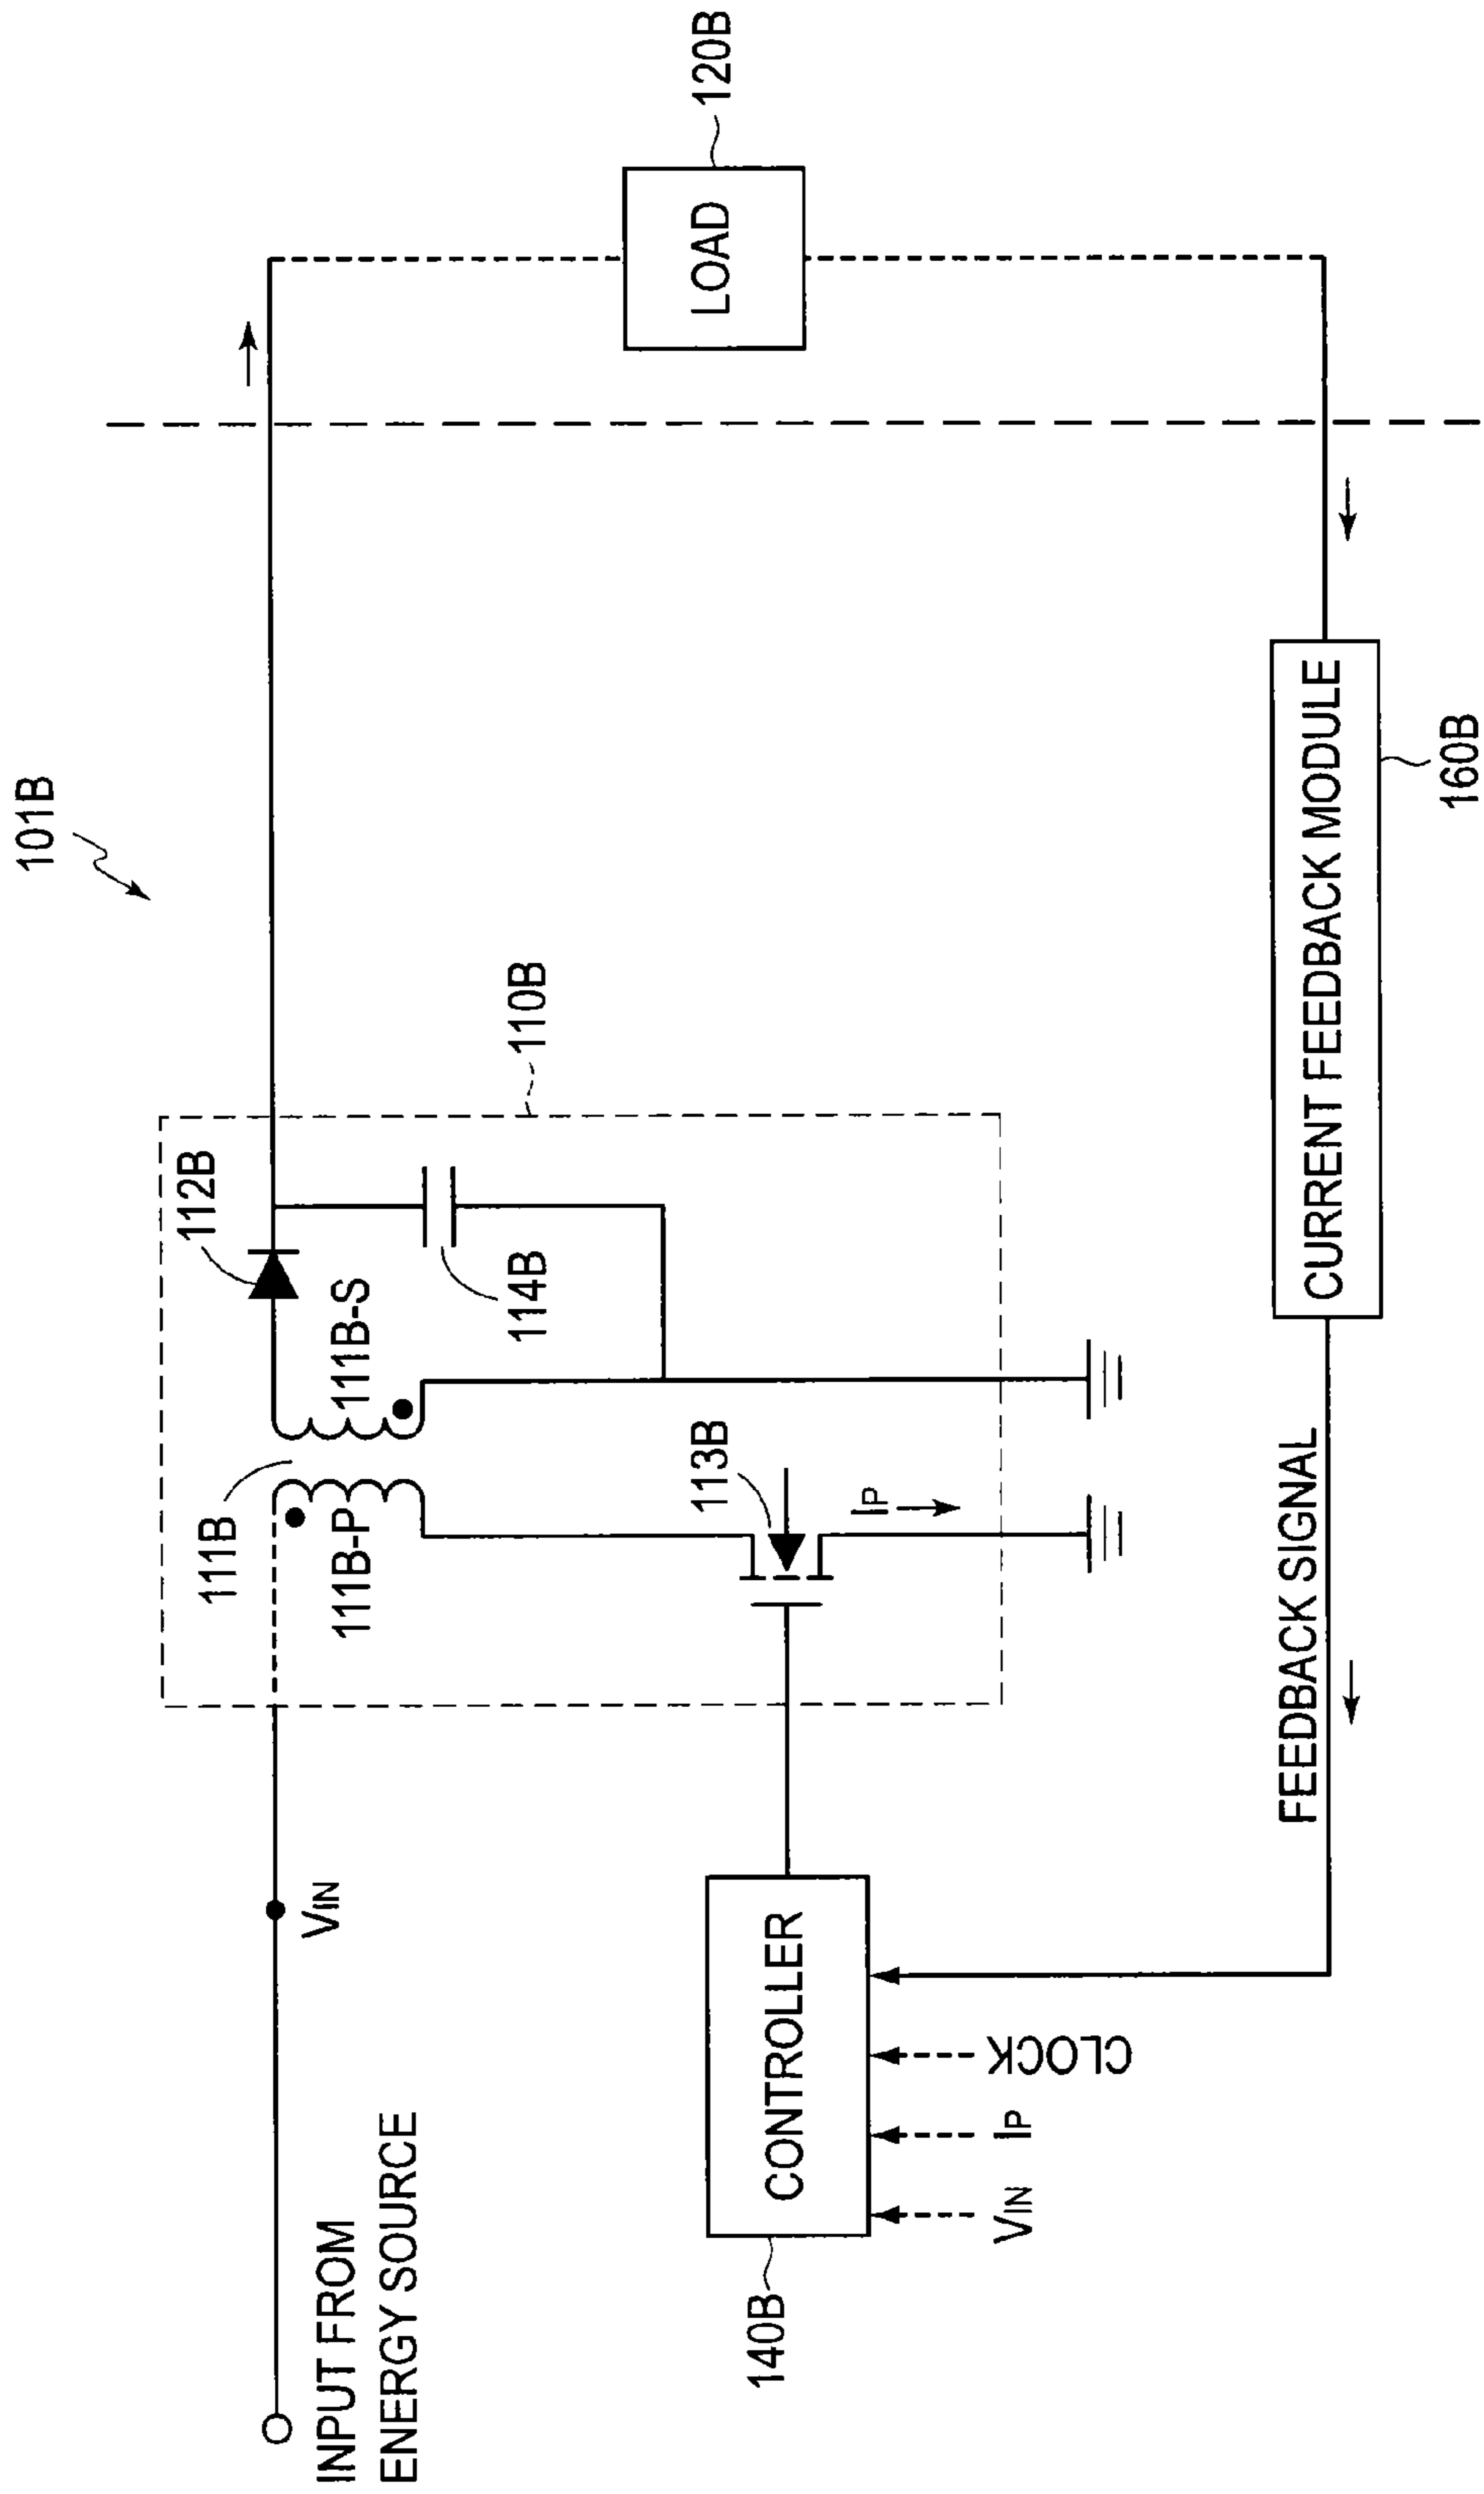 101B
110B
112B
111B
111B-S
111B-P
114B
113B
IP
LOAD
120B
INPUT FROM
ENERGY SOURCE
VIN
CONTROLLER
140B
VIN
IP
CLOCK
FEEDBACK SIGNAL
CURRENT FEEDBACK MODULE
160B